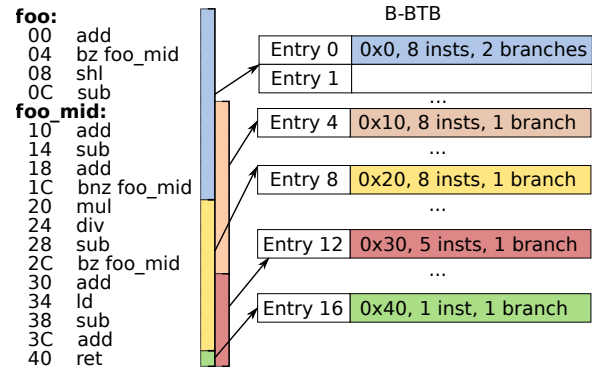 foo:
00 add
04 bz foo_mid
08 shl
0C sub
foo_mid:
10 add
14 sub
18 add
1C bnz foo_mid
20 mul
24 div
28 sub
2C bz foo_mid
30 add
34 ld
38 sub
3C add
40 ret
B-BTB
Entry 0 0x0, 8 insts, 2 branches
Entry 1
...
Entry 4 0x10, 8 insts, 1 branch
...
Entry 8 0x20, 8 insts, 1 branch
...
Entry 12 0x30, 5 insts, 1 branch
...
Entry 16 0x40, 1 inst, 1 branch